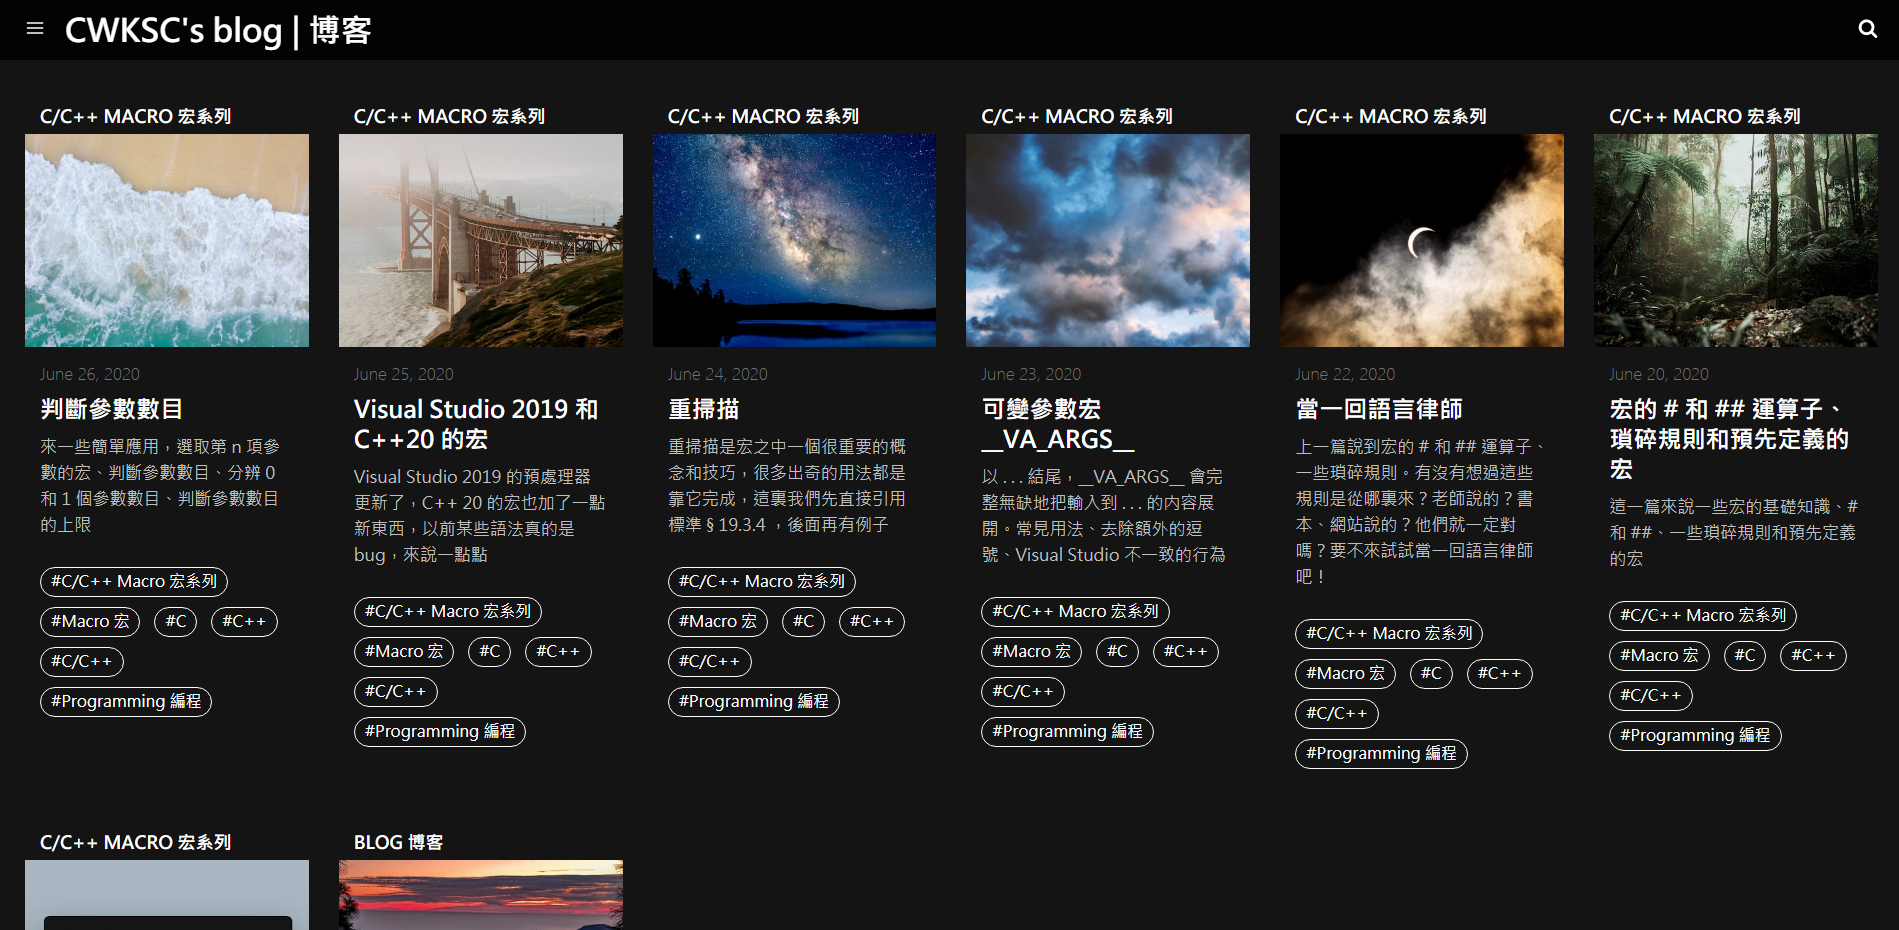 CWKSC's blog | 博客
C/C++ MACRO 宏系列
June 26, 2020
判斷參數數目
來一些簡單應用，選取第 n 項參
數的宏、判斷參數數目、分辨 0
和 1 個參數數目、判斷參數數目
的上限
#C/C++ Macro 宏系列
#Macro 宏 #C #C++
#C/C++
#Programming 編程
C/C++ MACRO 宏系列
June 25, 2020
Visual Studio 2019 和
C++20 的宏
Visual Studio 2019 的預處理器
更新了，C++ 20 的宏也加了一點
新東西，以前某些語法真的是
bug，來說一點點
#C/C++ Macro 宏系列
#Macro 宏 #C #C++
#C/C++
#Programming 編程
C/C++ MACRO 宏系列
June 24, 2020
重掃描
重掃描是宏之中一個很重要的概
念和技巧，很多出奇的用法都是
靠它完成，這裏我們先直接引用
標準 § 19.3.4 ，後面再有例子
#C/C++ Macro 宏系列
#Macro 宏 #C #C++
#C/C++
#Programming 編程
C/C++ MACRO 宏系列
June 23, 2020
可變參數宏
__VA_ARGS__
以 . . . 結尾，__VA_ARGS__ 會完
整無缺地把輸入到 . . . 的内容展
開。常見用法、去除額外的逗
號、Visual Studio 不一致的行為
#C/C++ Macro 宏系列
#Macro 宏 #C #C++
#C/C++
#Programming 編程
C/C++ MACRO 宏系列
June 22, 2020
當一回語言律師
上一篇說到宏的 # 和 ## 運算子、
一些瑣碎規則。有沒有想過這些
規則是從哪裏來？老師說的？書
本、網站說的？他們就一定對
嗎？要不來試試當一回語言律師
吧！
#C/C++ Macro 宏系列
#Macro 宏 #C #C++
#C/C++
#Programming 編程
C/C++ MACRO 宏系列
June 20, 2020
宏的 # 和 ## 運算子、
瑣碎規則和預先定義的
宏
這一篇來說一些宏的基礎知識、#
和 ##、一些瑣碎規則和預先定義
的宏
#C/C++ Macro 宏系列
#Macro 宏 #C #C++
#C/C++
#Programming 編程
C/C++ MACRO 宏系列
BLOG 博客